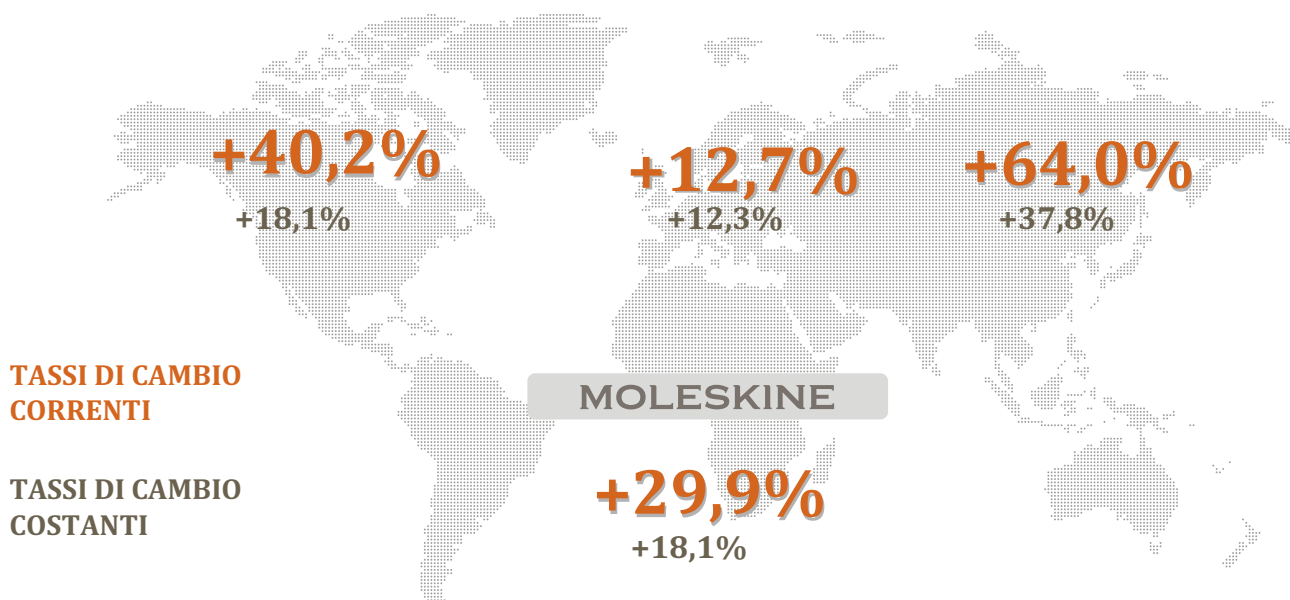 +40,2%
+18,1%
+12,7%
+12,3%
+64,0%
+37,8%
TASSI DI CAMBIO
CORRENTI
MOLESKINE
TASSI DI CAMBIO
COSTANTI
+29,9%
+18,1%